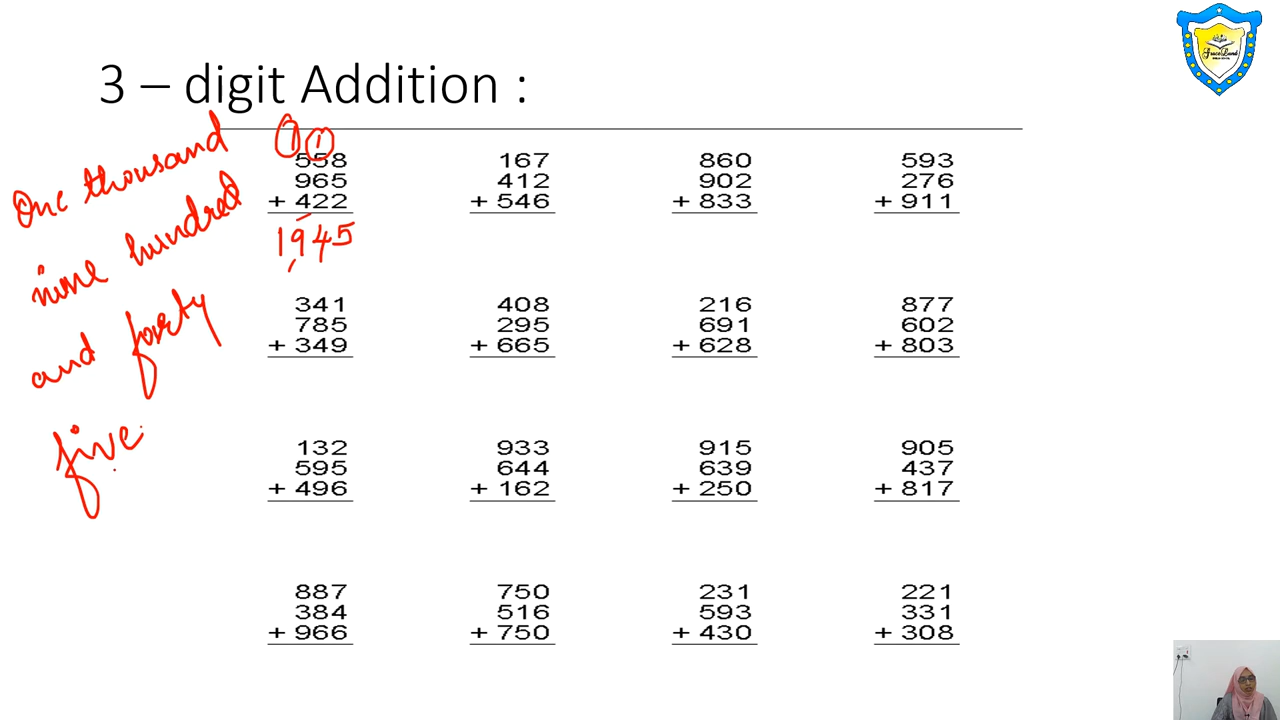 3 – digit Addition :
One thousand
nine hundred
and forty
five
1 1
558 167 860 593
965 412 902 276
+ 422 + 546 + 833 + 911
1945
341 408 216 877
785 295 691 602
+ 349 + 665 + 628 + 803
132 933 915 905
595 644 639 437
+ 496 + 162 + 250 + 817
887 750 231 221
384 516 593 331
+ 966 + 750 + 430 + 308